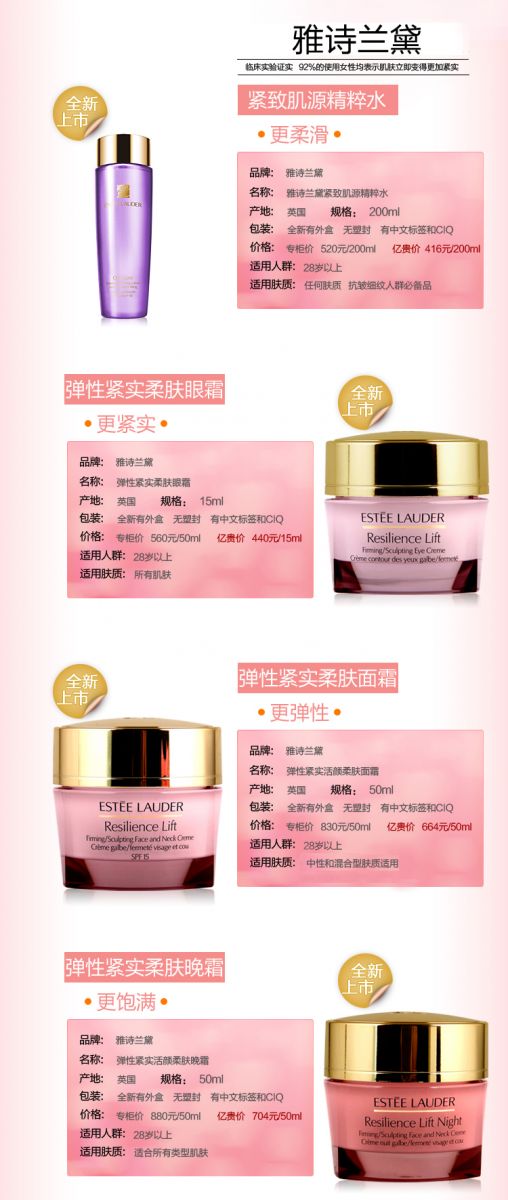 雅诗兰黛
临床实验证实 92%的使用女性均表示肌肤立即变得更加紧实
全新
上市
紧致肌源精粹水
•更柔滑•
ESTEE LAUDER
品牌: 雅诗兰黛
名称: 雅诗兰黛紧致肌源精粹水
产地: 英国 规格: 200ml
包装: 全新有外盒 无塑封 有中文标签和CIQ
价格: 专柜价 520元/200ml 亿贵价 416元/200ml
适用人群: 28岁以上
适用肤质: 任何肤质 抗皱细纹人群必备品
弹性紧实柔肤眼霜
•更紧实•
全新
上市
品牌: 雅诗兰黛
名称: 弹性紧实柔肤眼霜
产地: 英国 规格: 15ml
包装: 全新有外盒 无塑封 有中文标签和CiQ
价格: 专柜价 560元/50ml 亿贵价 440元/15ml
适用人群: 28岁以上
适用肤质: 所有肌肤
ESTĒE LAUDER
Resilience Lift
Firming/Sculpting Eye Creme
Crème contour des yeux galbe/fermeté
全新
上市
弹性紧实柔肤面霜
•更弹性•
ESTĒE LAUDER
Resilience Lift
Firming/Sculpting Face and Neck Creme
Crème galbe/fermeté visage et cou
SPF 15
品牌: 雅诗兰黛
名称: 弹性紧实活颜柔肤面霜
产地: 英国 规格: 50ml
包装: 全新有外盒 无塑封 有中文标签和CIQ
价格: 专柜价 830元/50ml 亿贵价 664元/50ml
适用人群: 28岁以上
适用肤质: 中性和混合型肤质适用
弹性紧实柔肤晚霜
•更饱满•
全新
上市
品牌: 雅诗兰黛
名称: 弹性紧实活颜柔肤晚霜
产地: 英国 规格: 50ml
包装: 全新有外盒 无塑封 有中文标签和CIQ
价格: 专柜价 880元/50ml 亿贵价 704元/50ml
适用人群: 28岁以上
适用肤质: 适合所有类型肌肤
ESTĒE LAUDER
Resilience Lift Night
Firming/Sculpting Face and Neck Creme
Crème nuit galbe/fermeté visage et cou